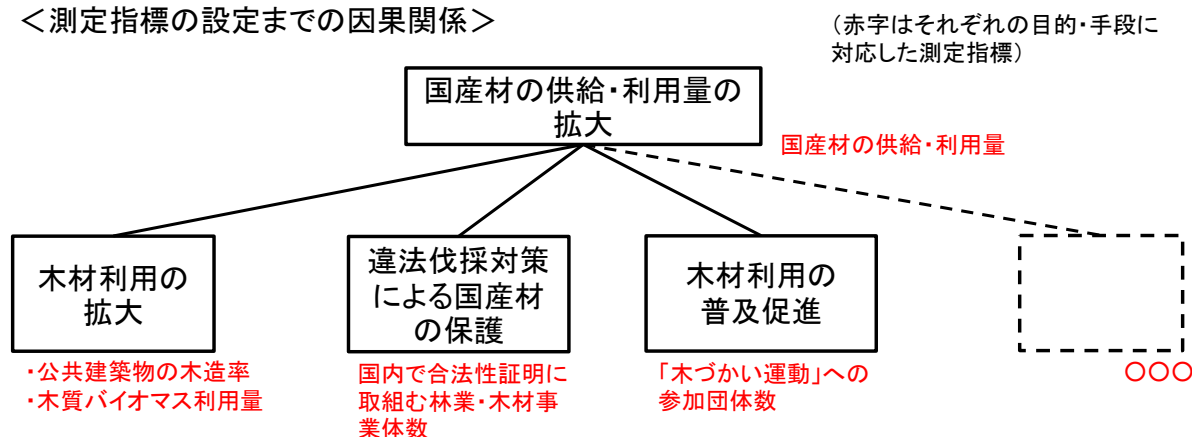 ＜測定指標の設定までの因果関係＞
（赤字はそれぞれの目的・手段に
対応した測定指標）
国産材の供給・利用量の
拡大
国産材の供給・利用量
木材利用の
拡大
・公共建築物の木造率
・木質バイオマス利用量
違法伐採対策
による国産材
の保護
国内で合法性証明に
取組む林業・木材事
業体数
木材利用の
普及促進
「木づかい運動」への
参加団体数
○○○